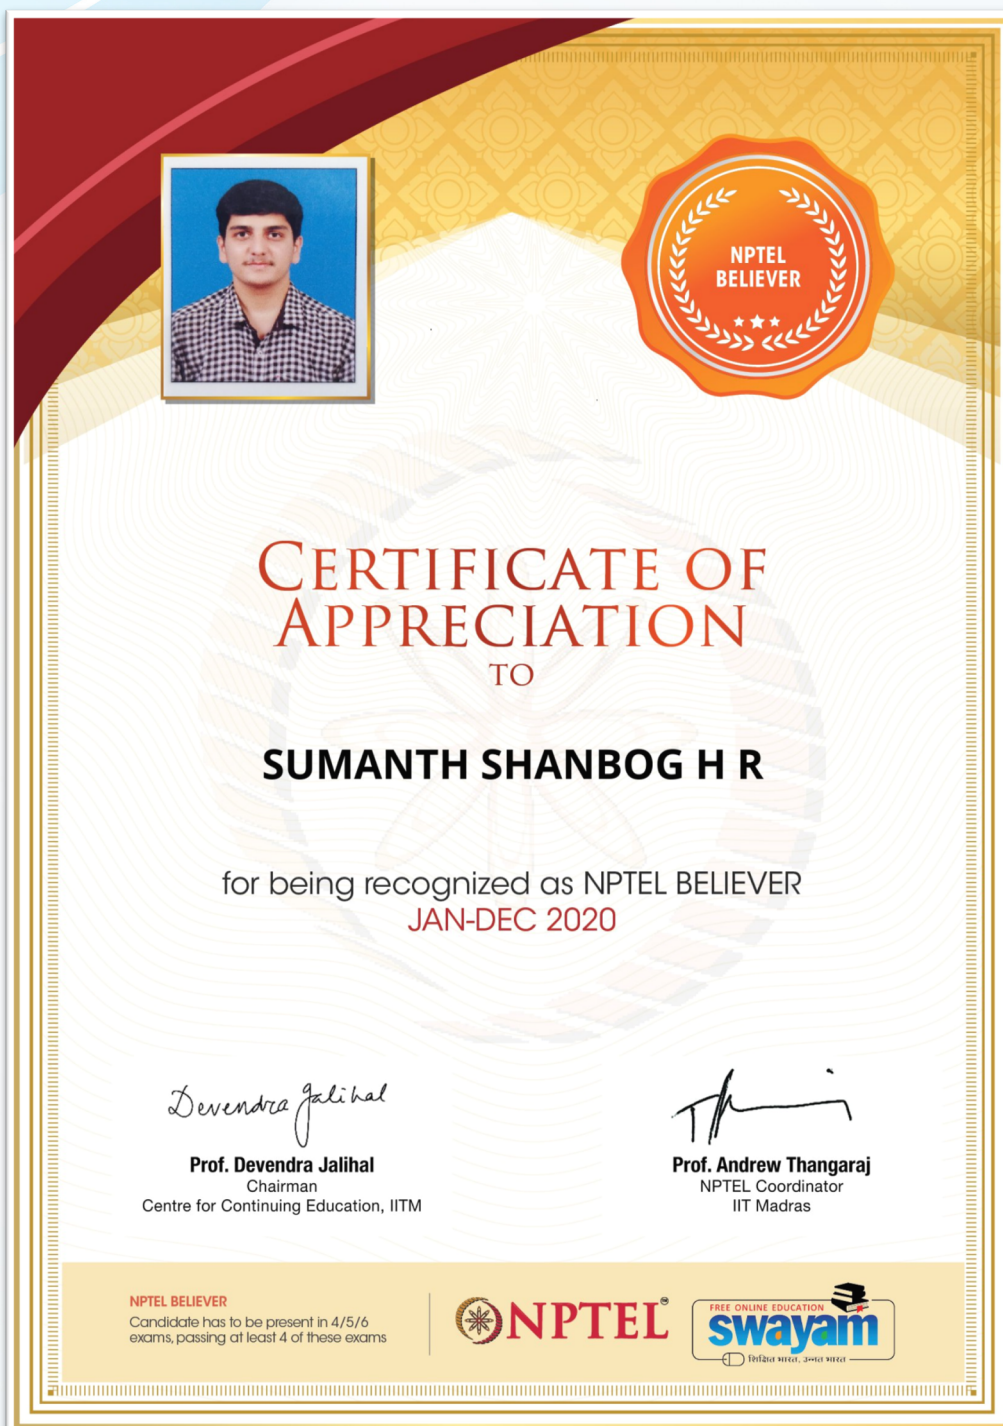 NPTEL
BELIEVER
CERTIFICATE OF
APPRECIATION
TO
SUMANTH SHANBOG H R
for being recognized as NPTEL BELIEVER
JAN-DEC 2020
Devendra Jalihal
Prof. Devendra Jalihal
Chairman
Centre for Continuing Education, IITM
Prof. Andrew Thangaraj
NPTEL Coordinator
IIT Madras
NPTEL BELIEVER
Candidate has to be present in 4/5/6
exams, passing at least 4 of these exams
NPTEL
FREE ONLINE EDUCATION
swayam
शिक्षित भारत, उन्नत भारत